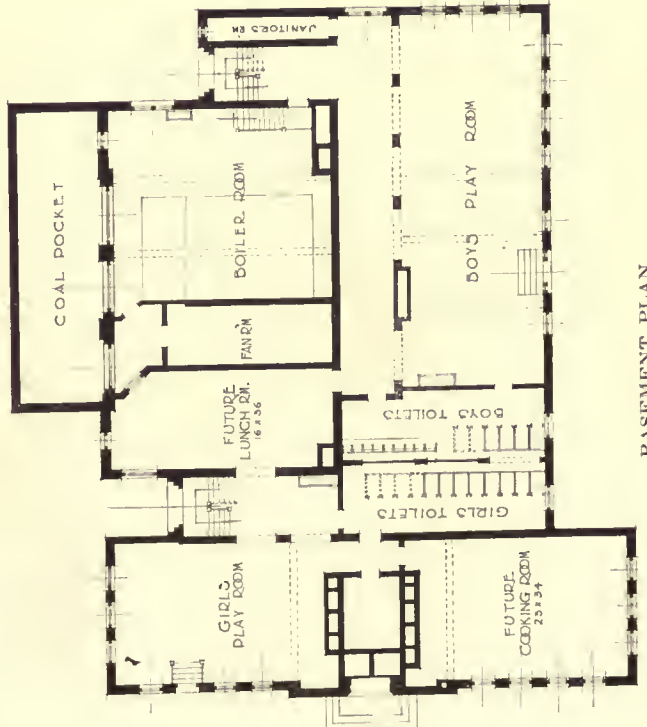 JANITORS RM
COAL POCKET
BOILER ROOM
FAN RM
BOYS PLAY ROOM
FUTURE
LUNCH RM.
16 x 36
BOYS TOILETS
GIRLS TOILETS
GIRLS
PLAY ROOM
FUTURE
COOKING ROOM
23 x 34
BASEMENT PLAN